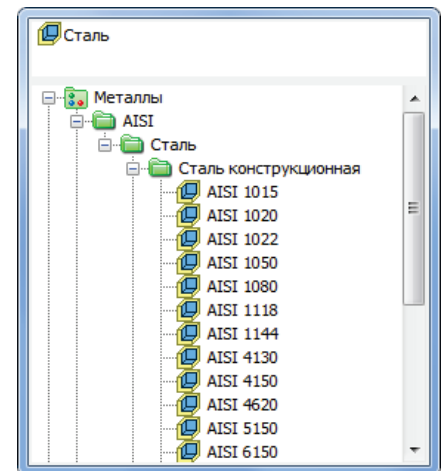 Сталь
Металлы
AISI
Сталь
Сталь конструкционная
AISI 1015
AISI 1020
AISI 1022
AISI 1050
AISI 1080
AISI 1118
AISI 1144
AISI 4130
AISI 4150
AISI 4620
AISI 5150
AISI 6150